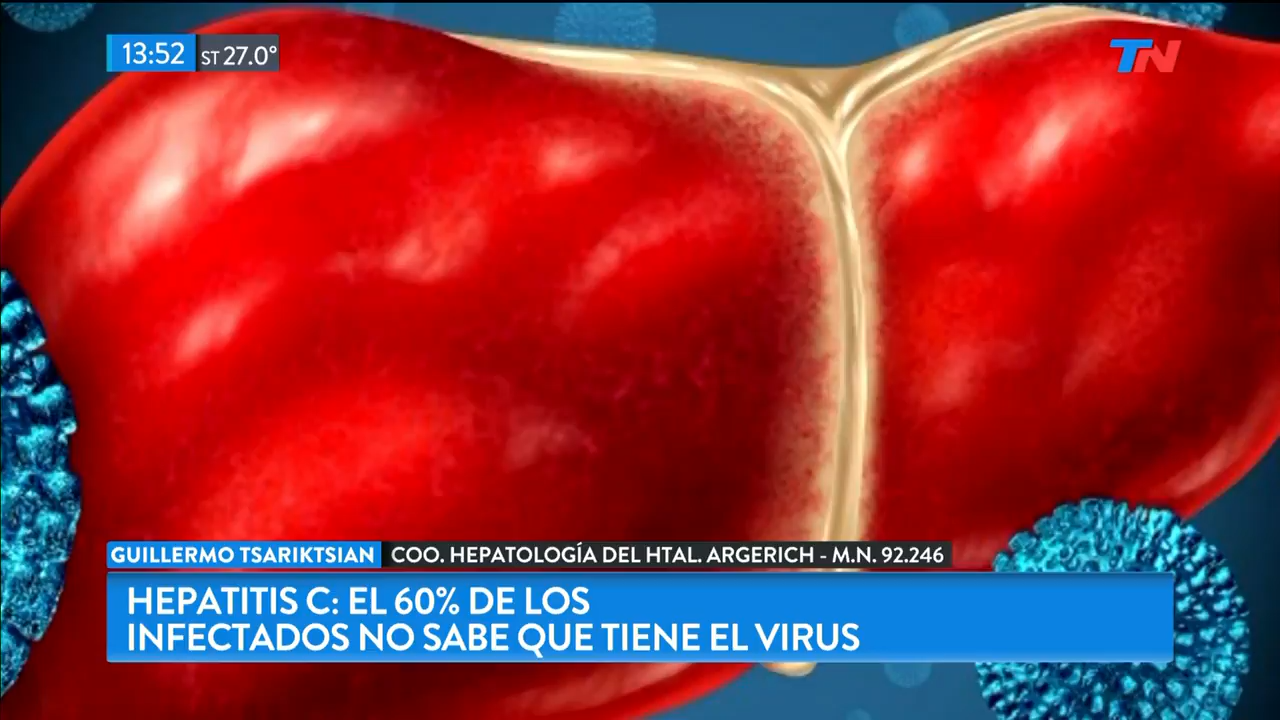 13:52 ST 27.0°
TN
GUILLERMO TSARIKTSIAN COO. HEPATOLOGÍA DEL HTAL. ARGERICH - M.N. 92.246
HEPATITIS C: EL 60% DE LOS
INFECTADOS NO SABE QUE TIENE EL VIRUS